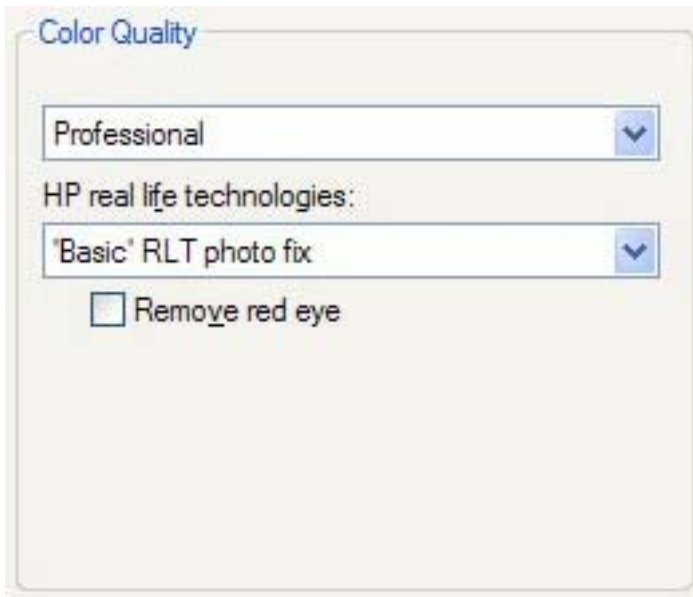 Color Quality
Professional
HP real life technologies:
'Basic' RLT photo fix
Remove red eye